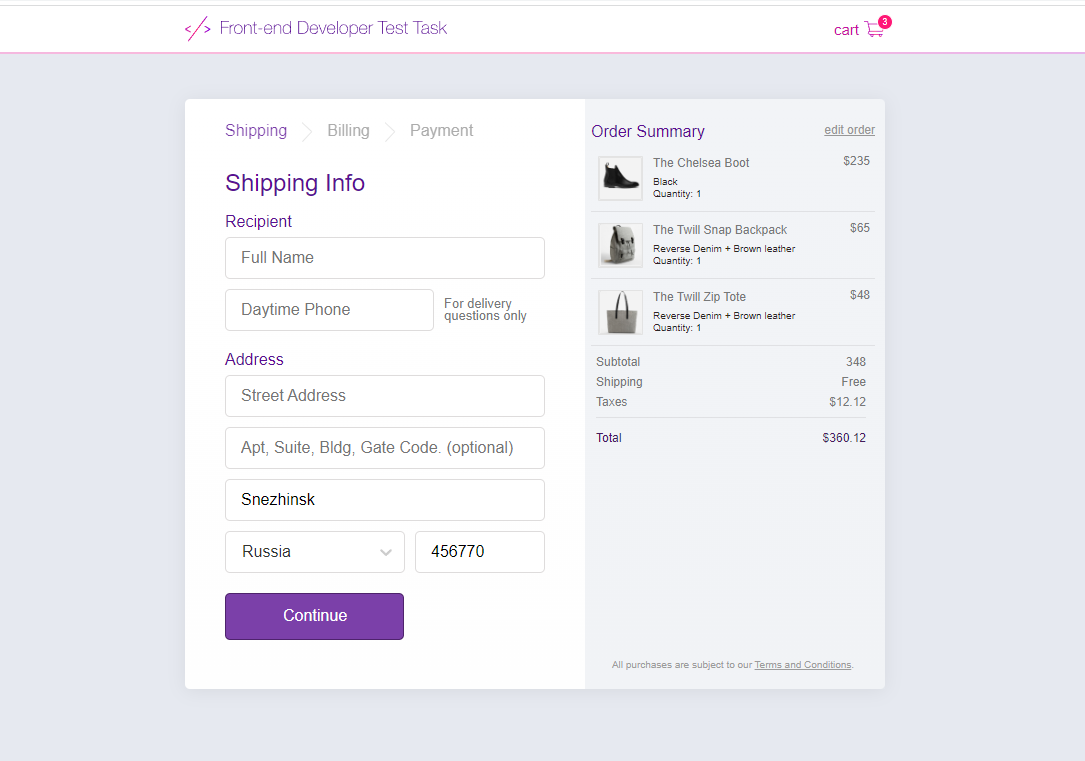 </> Front-end Developer Test Task
cart 3
Shipping Billing Payment
Shipping Info
Recipient
Full Name
Daytime Phone
For delivery
questions only
Address
Street Address
Apt, Suite, Bldg, Gate Code. (optional)
Snezhinsk
Russia
456770
Continue
Order Summary
edit order
The Chelsea Boot
$235
Black
Quantity: 1
The Twill Snap Backpack
$65
Reverse Denim + Brown leather
Quantity: 1
The Twill Zip Tote
$48
Reverse Denim + Brown leather
Quantity: 1
Subtotal 348
Shipping Free
Taxes $12.12
Total $360.12
All purchases are subject to our Terms and Conditions.